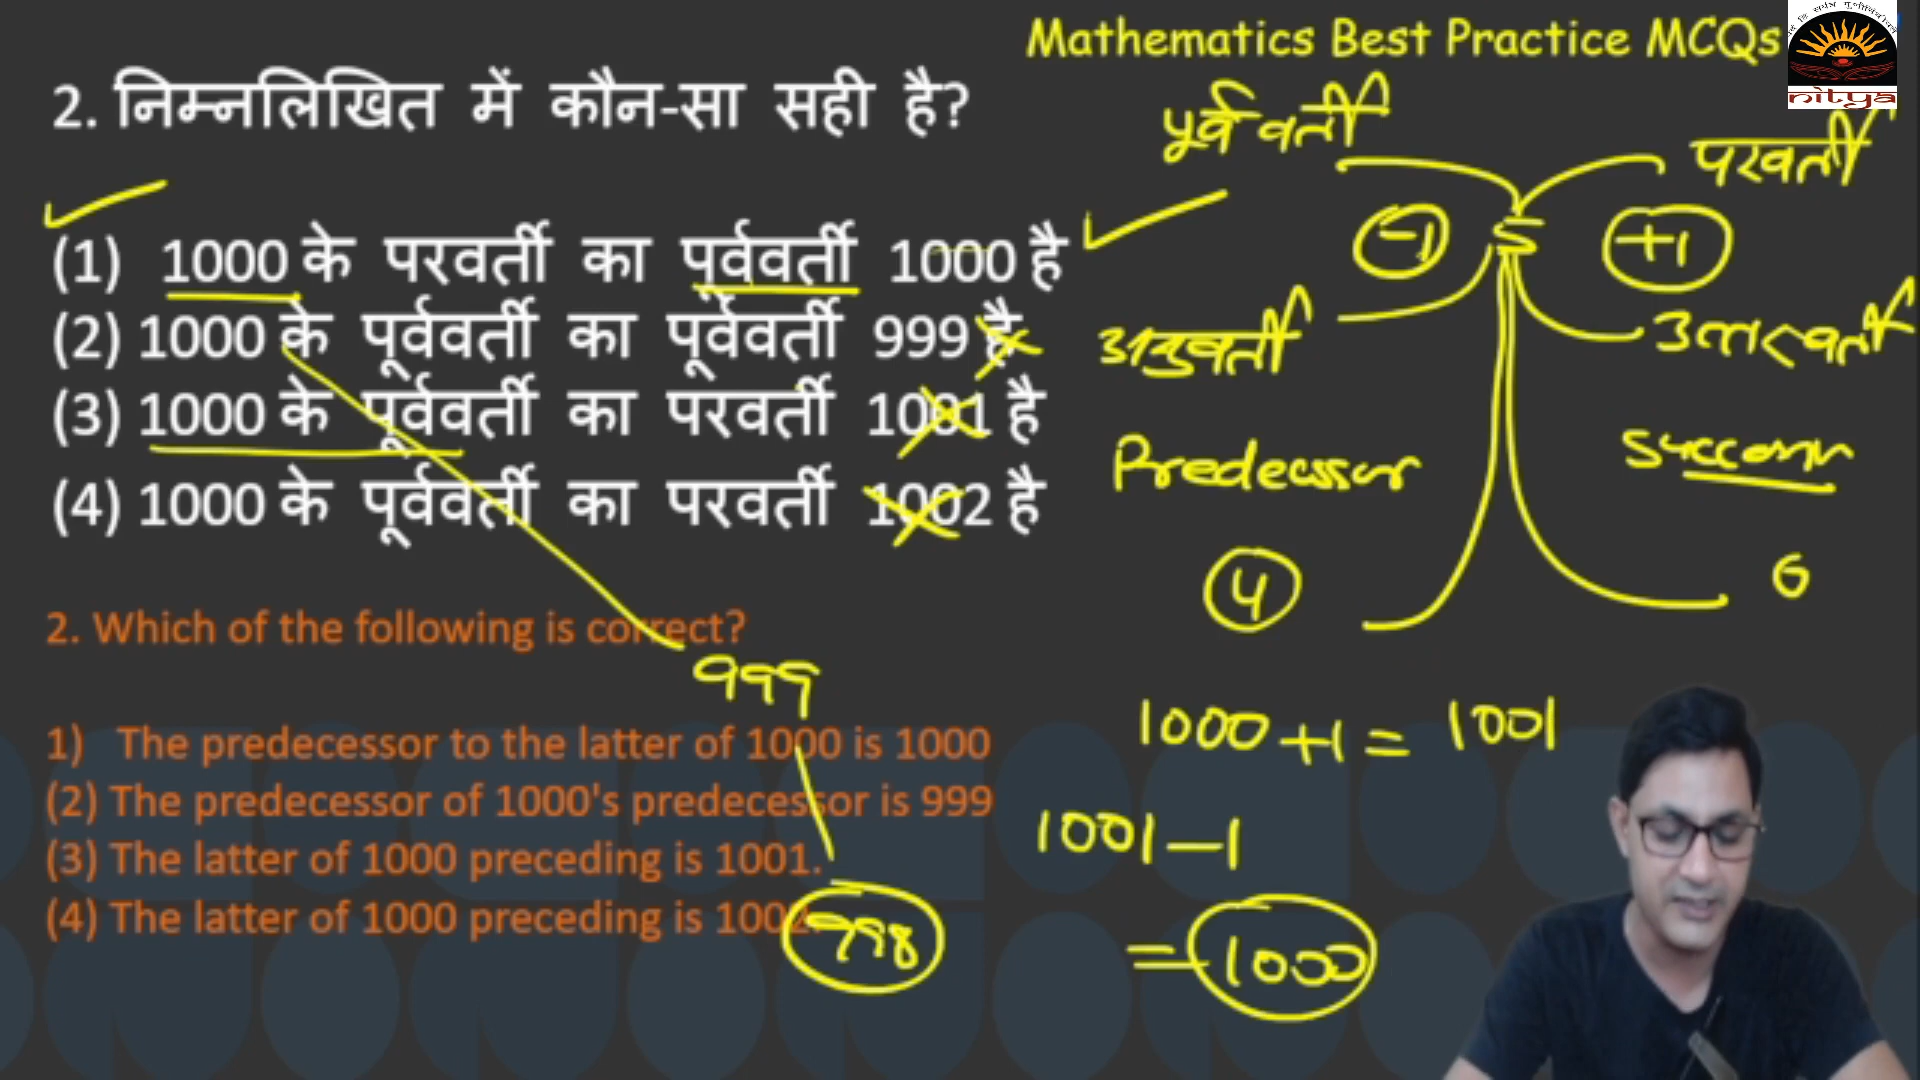 Mathematics Best Practice MCQs
nitya
2. निम्नलिखित में कौन-सा सही है?
(1) 1000 के परवर्ती का पूर्ववर्ती 1000 है
(2) 1000 के पूर्ववर्ती का पूर्ववर्ती 999 है
(3) 1000 के पूर्ववर्ती का परवर्ती 1001 है
(4) 1000 के पूर्ववर्ती का परवर्ती 1002 है
2. Which of the following is correct?
1) The predecessor to the latter of 1000 is 1000
(2) The predecessor of 1000's predecessor is 999
(3) The latter of 1000 preceding is 1001.
(4) The latter of 1000 preceding is 1002
999
998
पूर्ववर्ती
परवर्ती
-1
5
+1
उत्तरवर्ती
Predecessor
4
6
1000 +1 = 1001
1001 - 1
= 1000